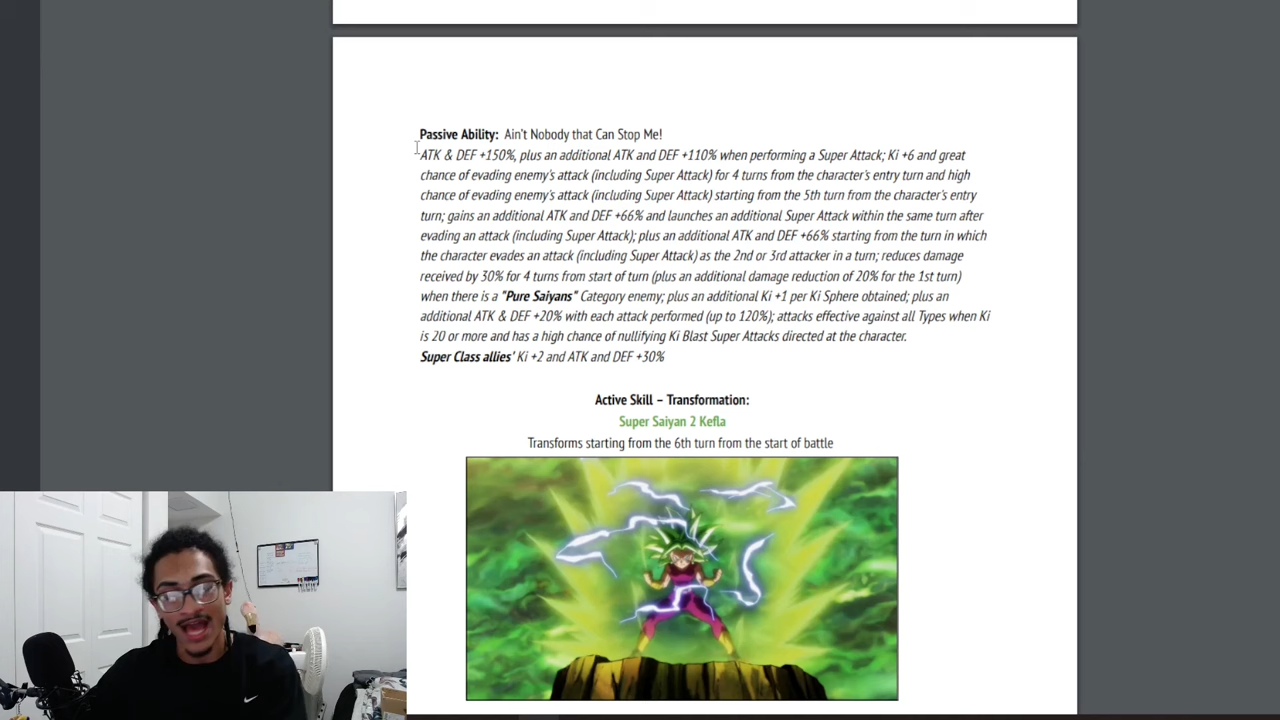 Passive Ability: Ain't Nobody that Can Stop Me!
ATK & DEF +150%, plus an additional ATK and DEF +110% when performing a Super Attack; Ki +6 and great
chance of evading enemy's attack (including Super Attack) for 4 turns from the character's entry turn and high
chance of evading enemy's attack (including Super Attack) starting from the 5th turn from the character's entry
turn; gains an additional ATK and DEF +66% and launches an additional Super Attack within the same turn after
evading an attack (including Super Attack); plus an additional ATK and DEF +66% starting from the turn in which
the character evades an attack (including Super Attack) as the 2nd or 3rd attacker in a turn; reduces damage
received by 30% for 4 turns from start of turn (plus an additional damage reduction of 20% for the 1st turn)
when there is a "Pure Saiyans" Category enemy; plus an additional Ki +1 per Ki Sphere obtained; plus an
additional ATK & DEF +20% with each attack performed (up to 120%); attacks effective against all Types when Ki
is 20 or more and has a high chance of nullifying Ki Blast Super Attacks directed at the character.
Super Class allies' Ki +2 and ATK and DEF +30%
Active Skill – Transformation:
Super Saiyan 2 Kefla
Transforms starting from the 6th turn from the start of battle